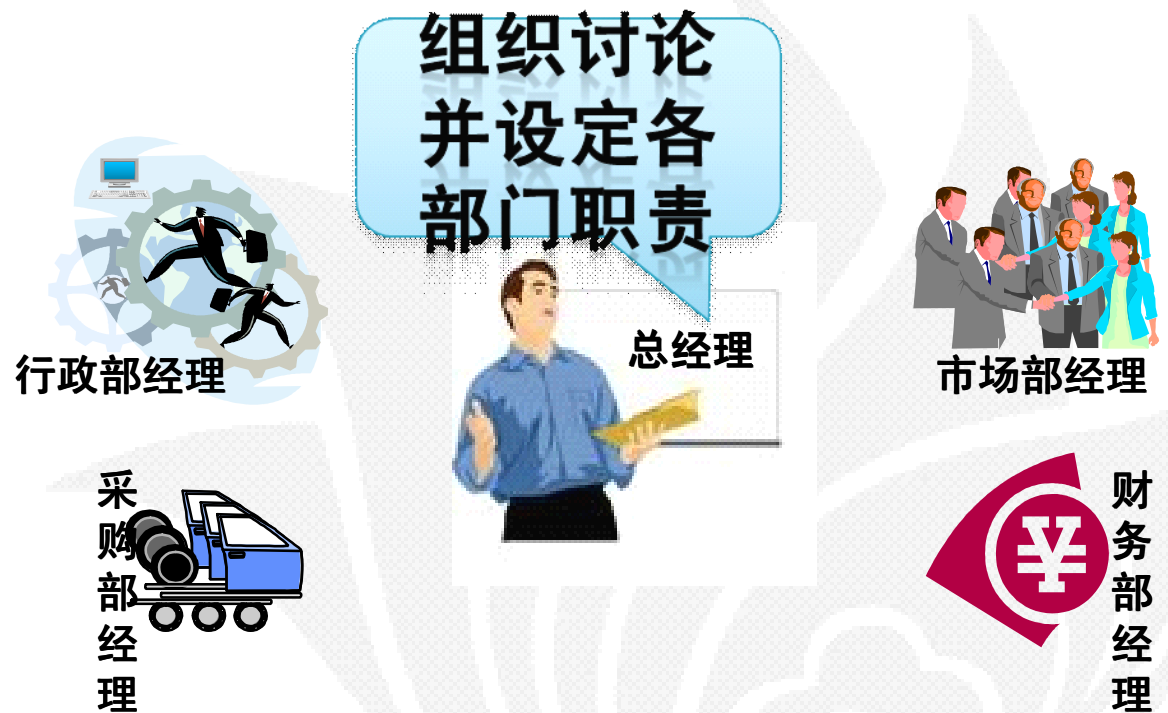 组织讨论
并设定各
部门职责
总经理
行政部经理
市场部经理
采
购
部
经
理
财
务
部
经
理
¥